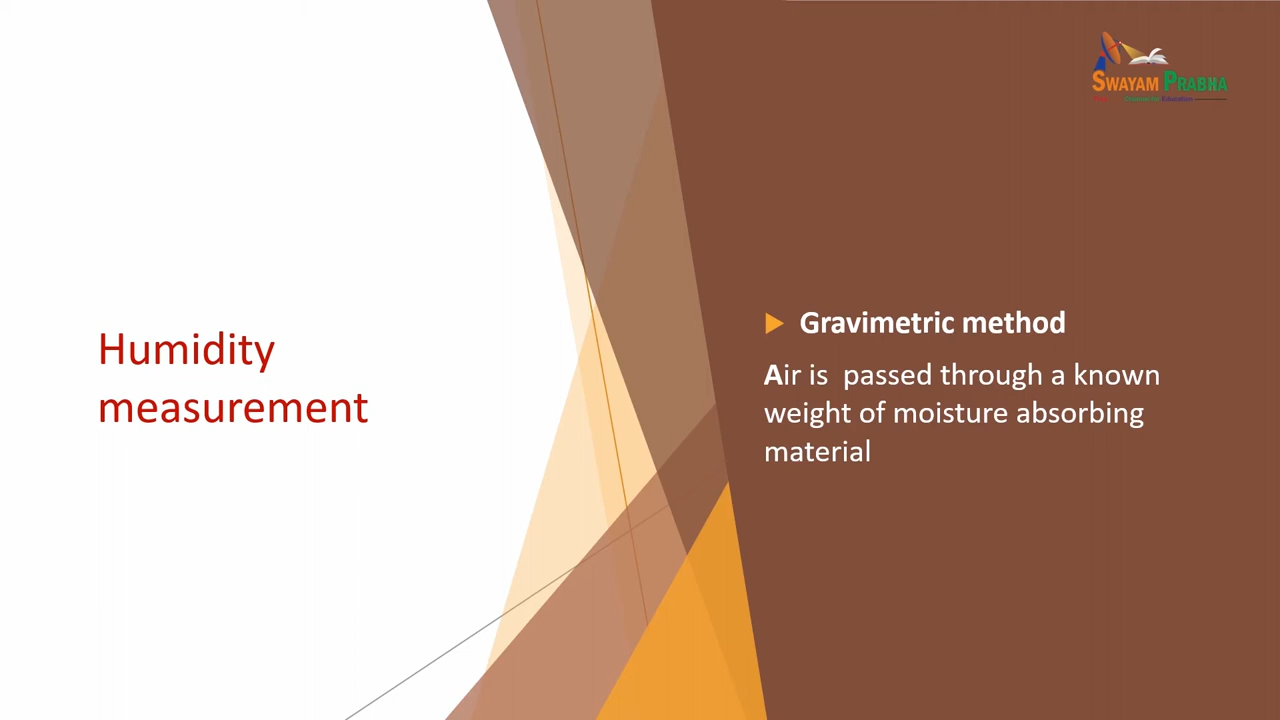 SWAYAM PRABHA
Humidity
measurement
Gravimetric method
Air is passed through a known
weight of moisture absorbing
material